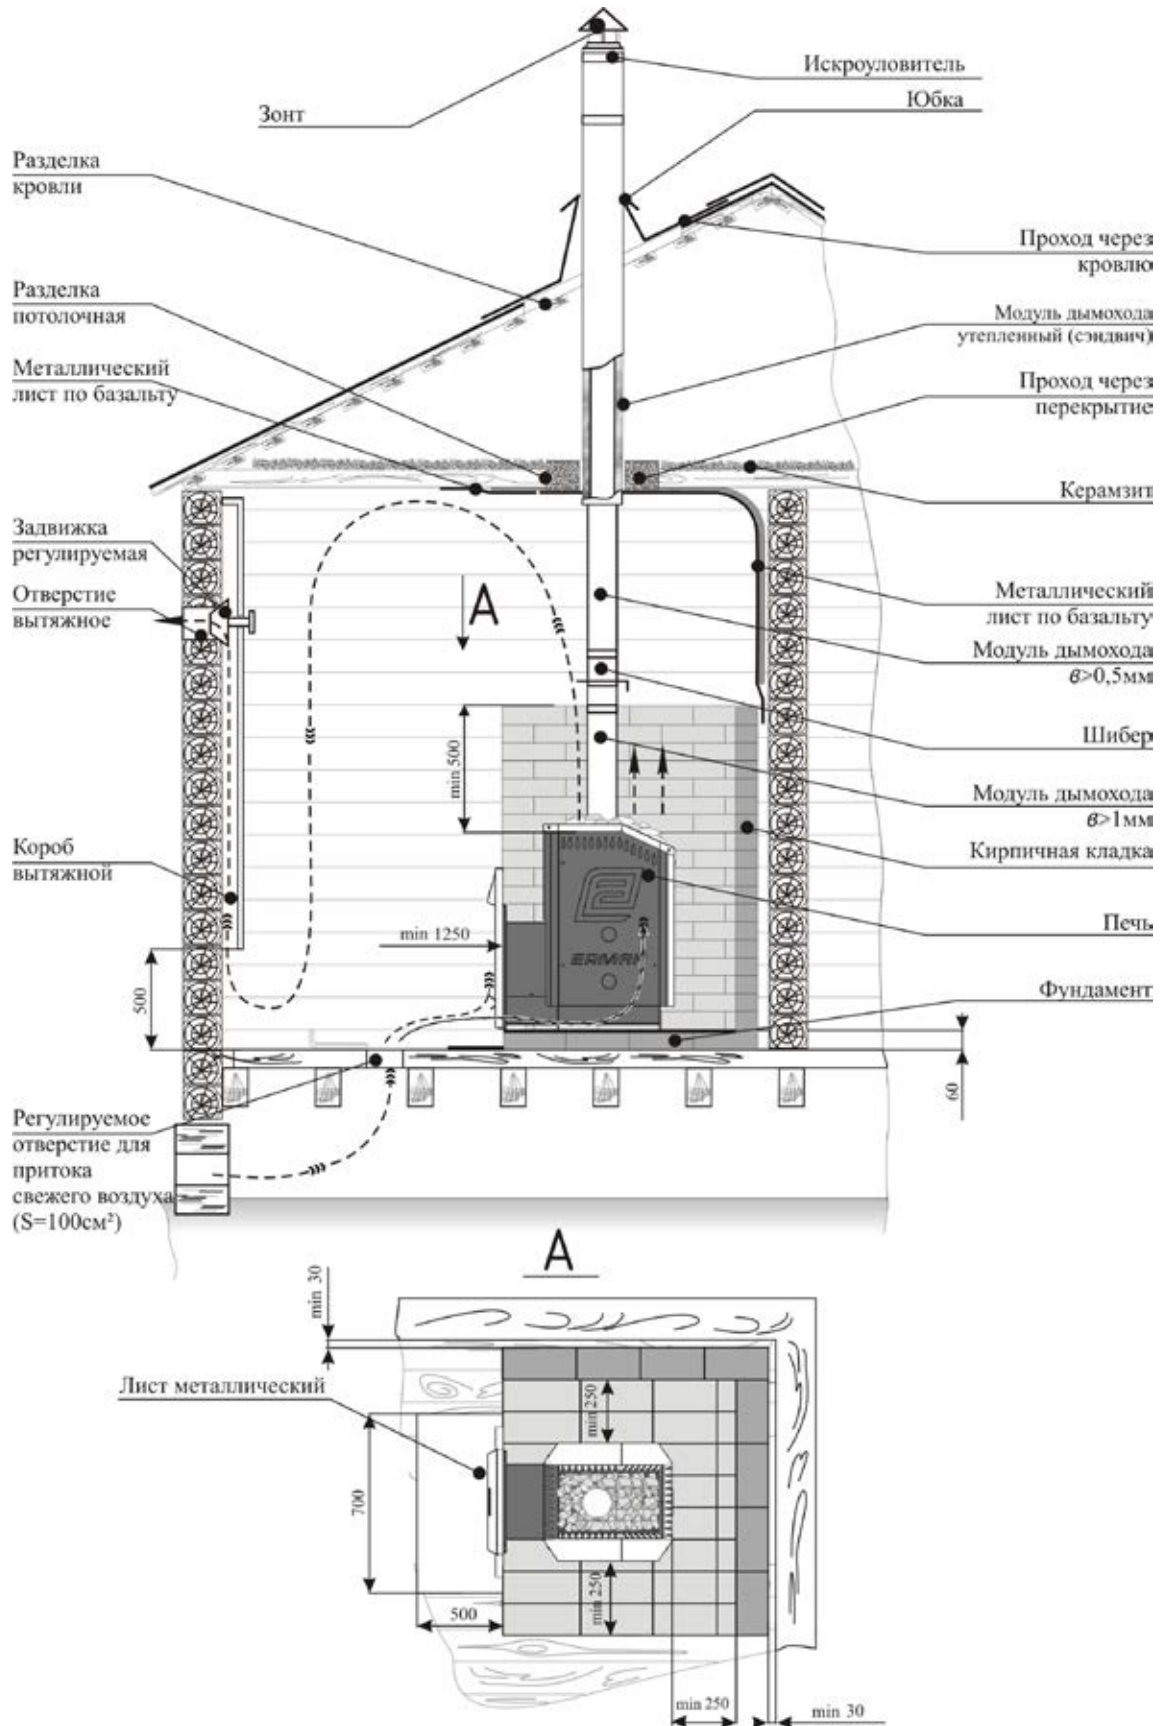 Искроуловитель
Юбка
Зонт
Разделка
кровли
Проход через
кровлю
Разделка
потолочная
Модуль дымохода
утепленный (сэндвич)
Металлический
лист по базальту
Проход через
перекрытие
Керамзит
Задвижка
регулируемая
Отверстие
вытяжное
А
Металлический
лист по базальту
Модуль дымохода
в>0,5мм
Шибер
min 500
Модуль дымохода
в>1мм
Короб
вытяжной
Кирпичная кладка
Печь
min 1250
ЕРМАК
500
Фундамент
60
Регулируемое
отверстие для
притока
свежего воздуха
(S=100см²)
А
min 30
Лист металлический
min 250
700
min 250
500
min 250
min 30